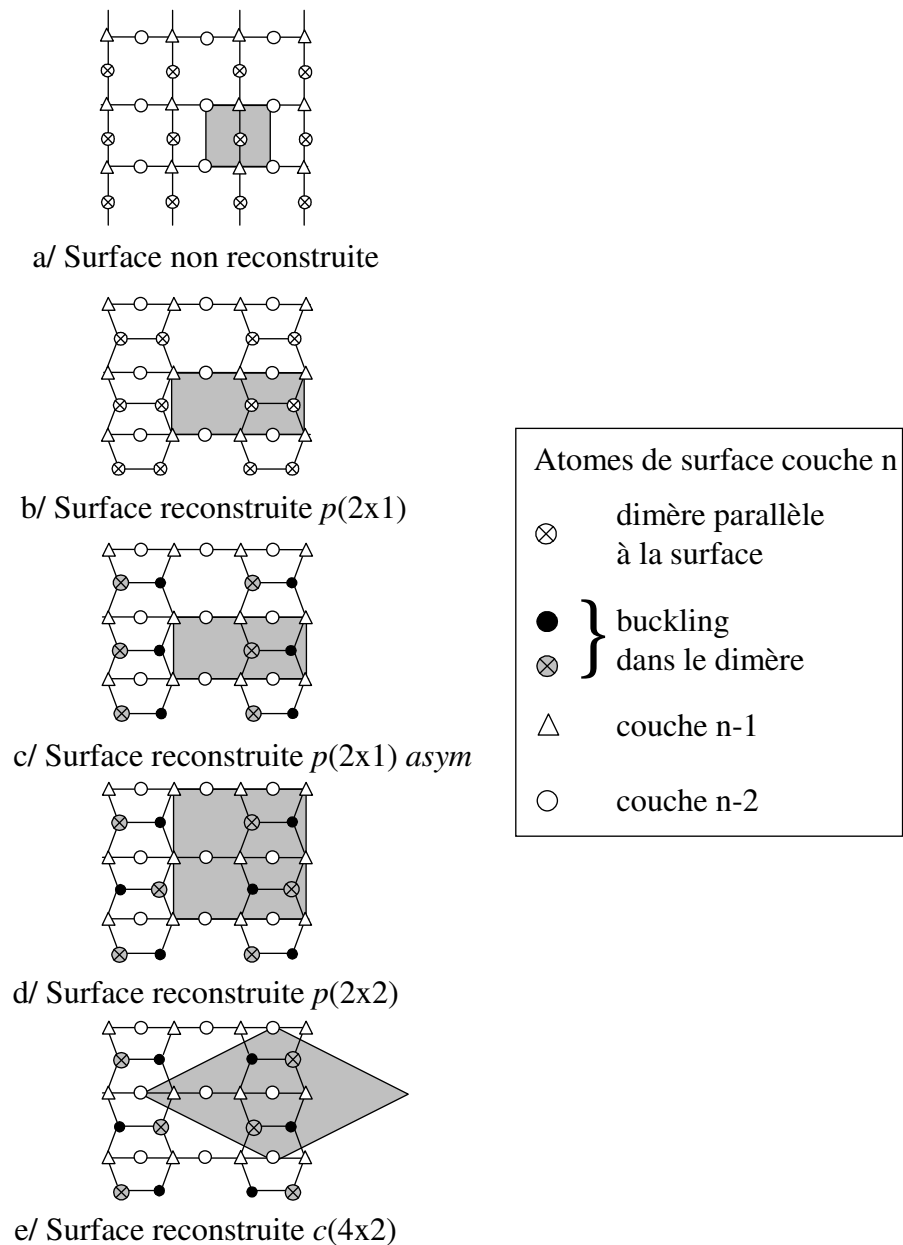 a/ Surface non reconstruite
b/ Surface reconstruite p(2x1)
c/ Surface reconstruite p(2x1) asym
d/ Surface reconstruite p(2x2)
e/ Surface reconstruite c(4x2)
Atomes de surface couche n
dimère parallèle
à la surface
buckling
dans le dimère
couche n-1
couche n-2